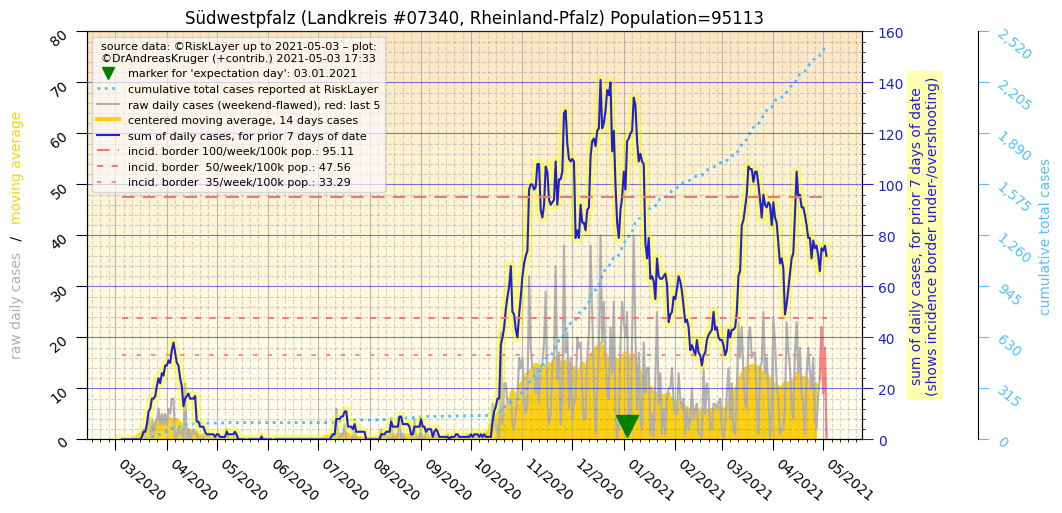 Südwestpfalz (Landkreis #07340, Rheinland-Pfalz) Population=95113
source data: ©RiskLayer up to 2021-05-03 – plot:
©DrAndreasKruger (+contrib.) 2021-05-03 17:33
marker for 'expectation day': 03.01.2021
cumulative total cases reported at RiskLayer
raw daily cases (weekend-flawed), red: last 5
centered moving average, 14 days cases
sum of daily cases, for prior 7 days of date
incid. border 100/week/100k pop.: 95.11
incid. border 50/week/100k pop.: 47.56
incid. border 35/week/100k pop.: 33.29
raw daily cases / moving average
80
70
60
50
40
30
20
10
0
160
140
120
100
80
60
40
20
0
sum of daily cases, for prior 7 days of date
(shows incidence border under-/overshooting)
2,520
2,205
1,890
1,575
1,260
945
630
315
0
cumulative total cases
03/2020
04/2020
05/2020
06/2020
07/2020
08/2020
09/2020
10/2020
11/2020
12/2020
01/2021
02/2021
03/2021
04/2021
05/2021